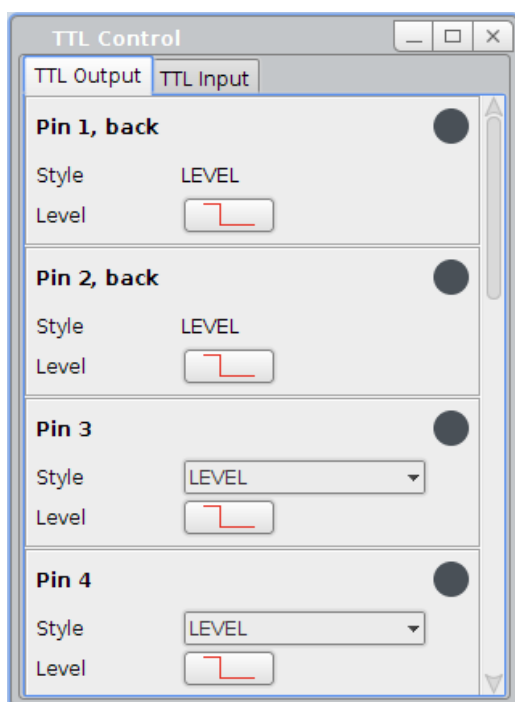 TTL Control
TTL Output TTL Input
Pin 1, back
Style LEVEL
Level
Pin 2, back
Style LEVEL
Level
Pin 3
Style LEVEL
Level
Pin 4
Style LEVEL
Level